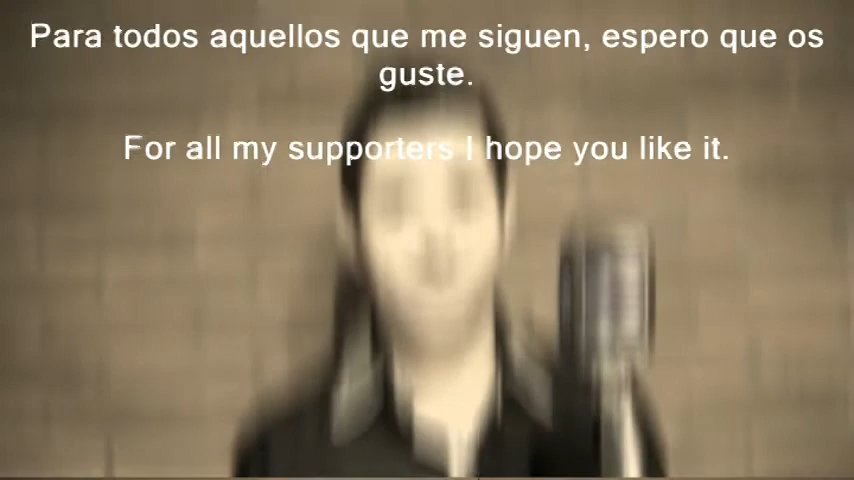 Para todos aquellos que me siguen, espero que os
guste.
For all my supporters I hope you like it.